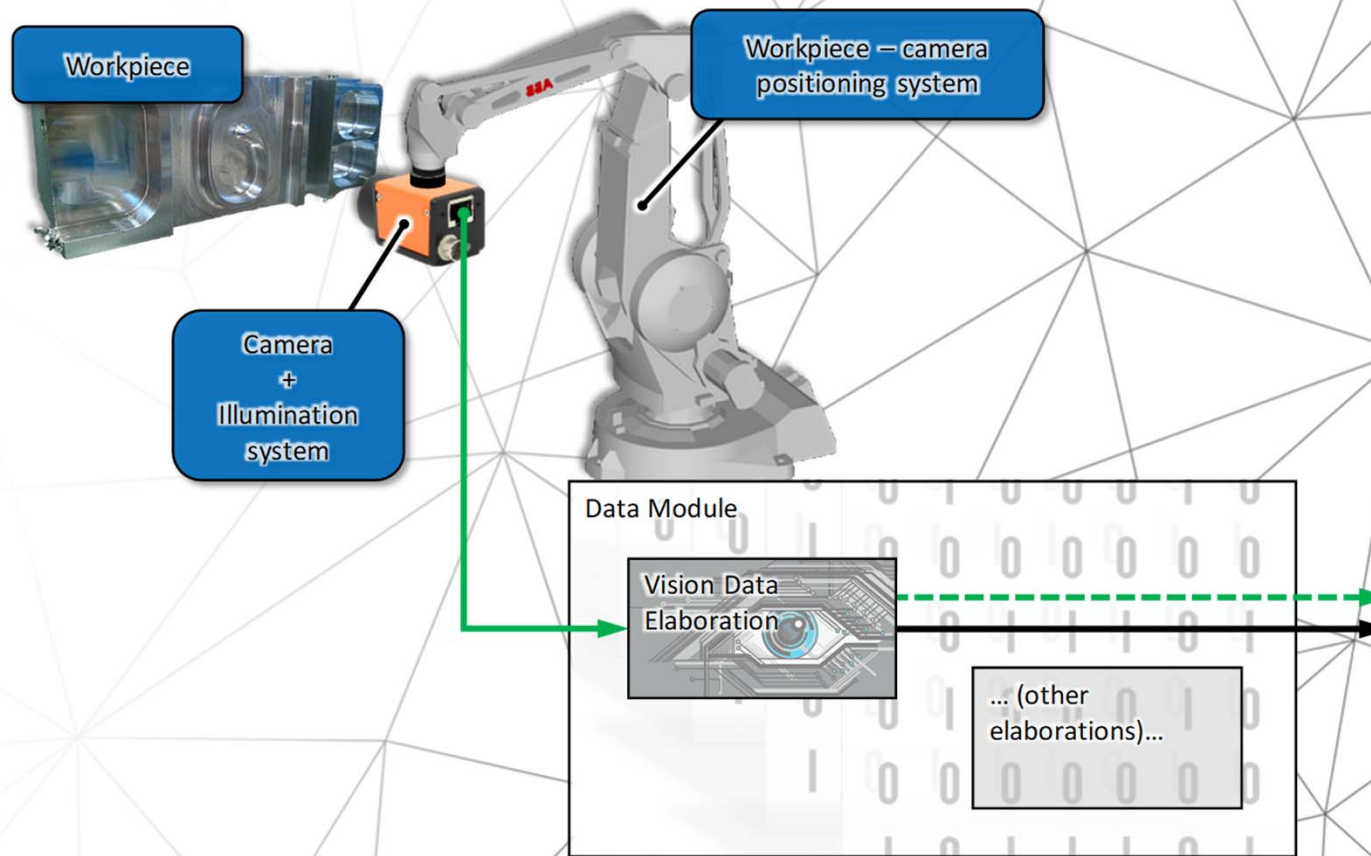 Workpiece
Workpiece – camera
positioning system
Camera
+
Illumination
system
Data Module
Vision Data
Elaboration
... (other
elaborations)...